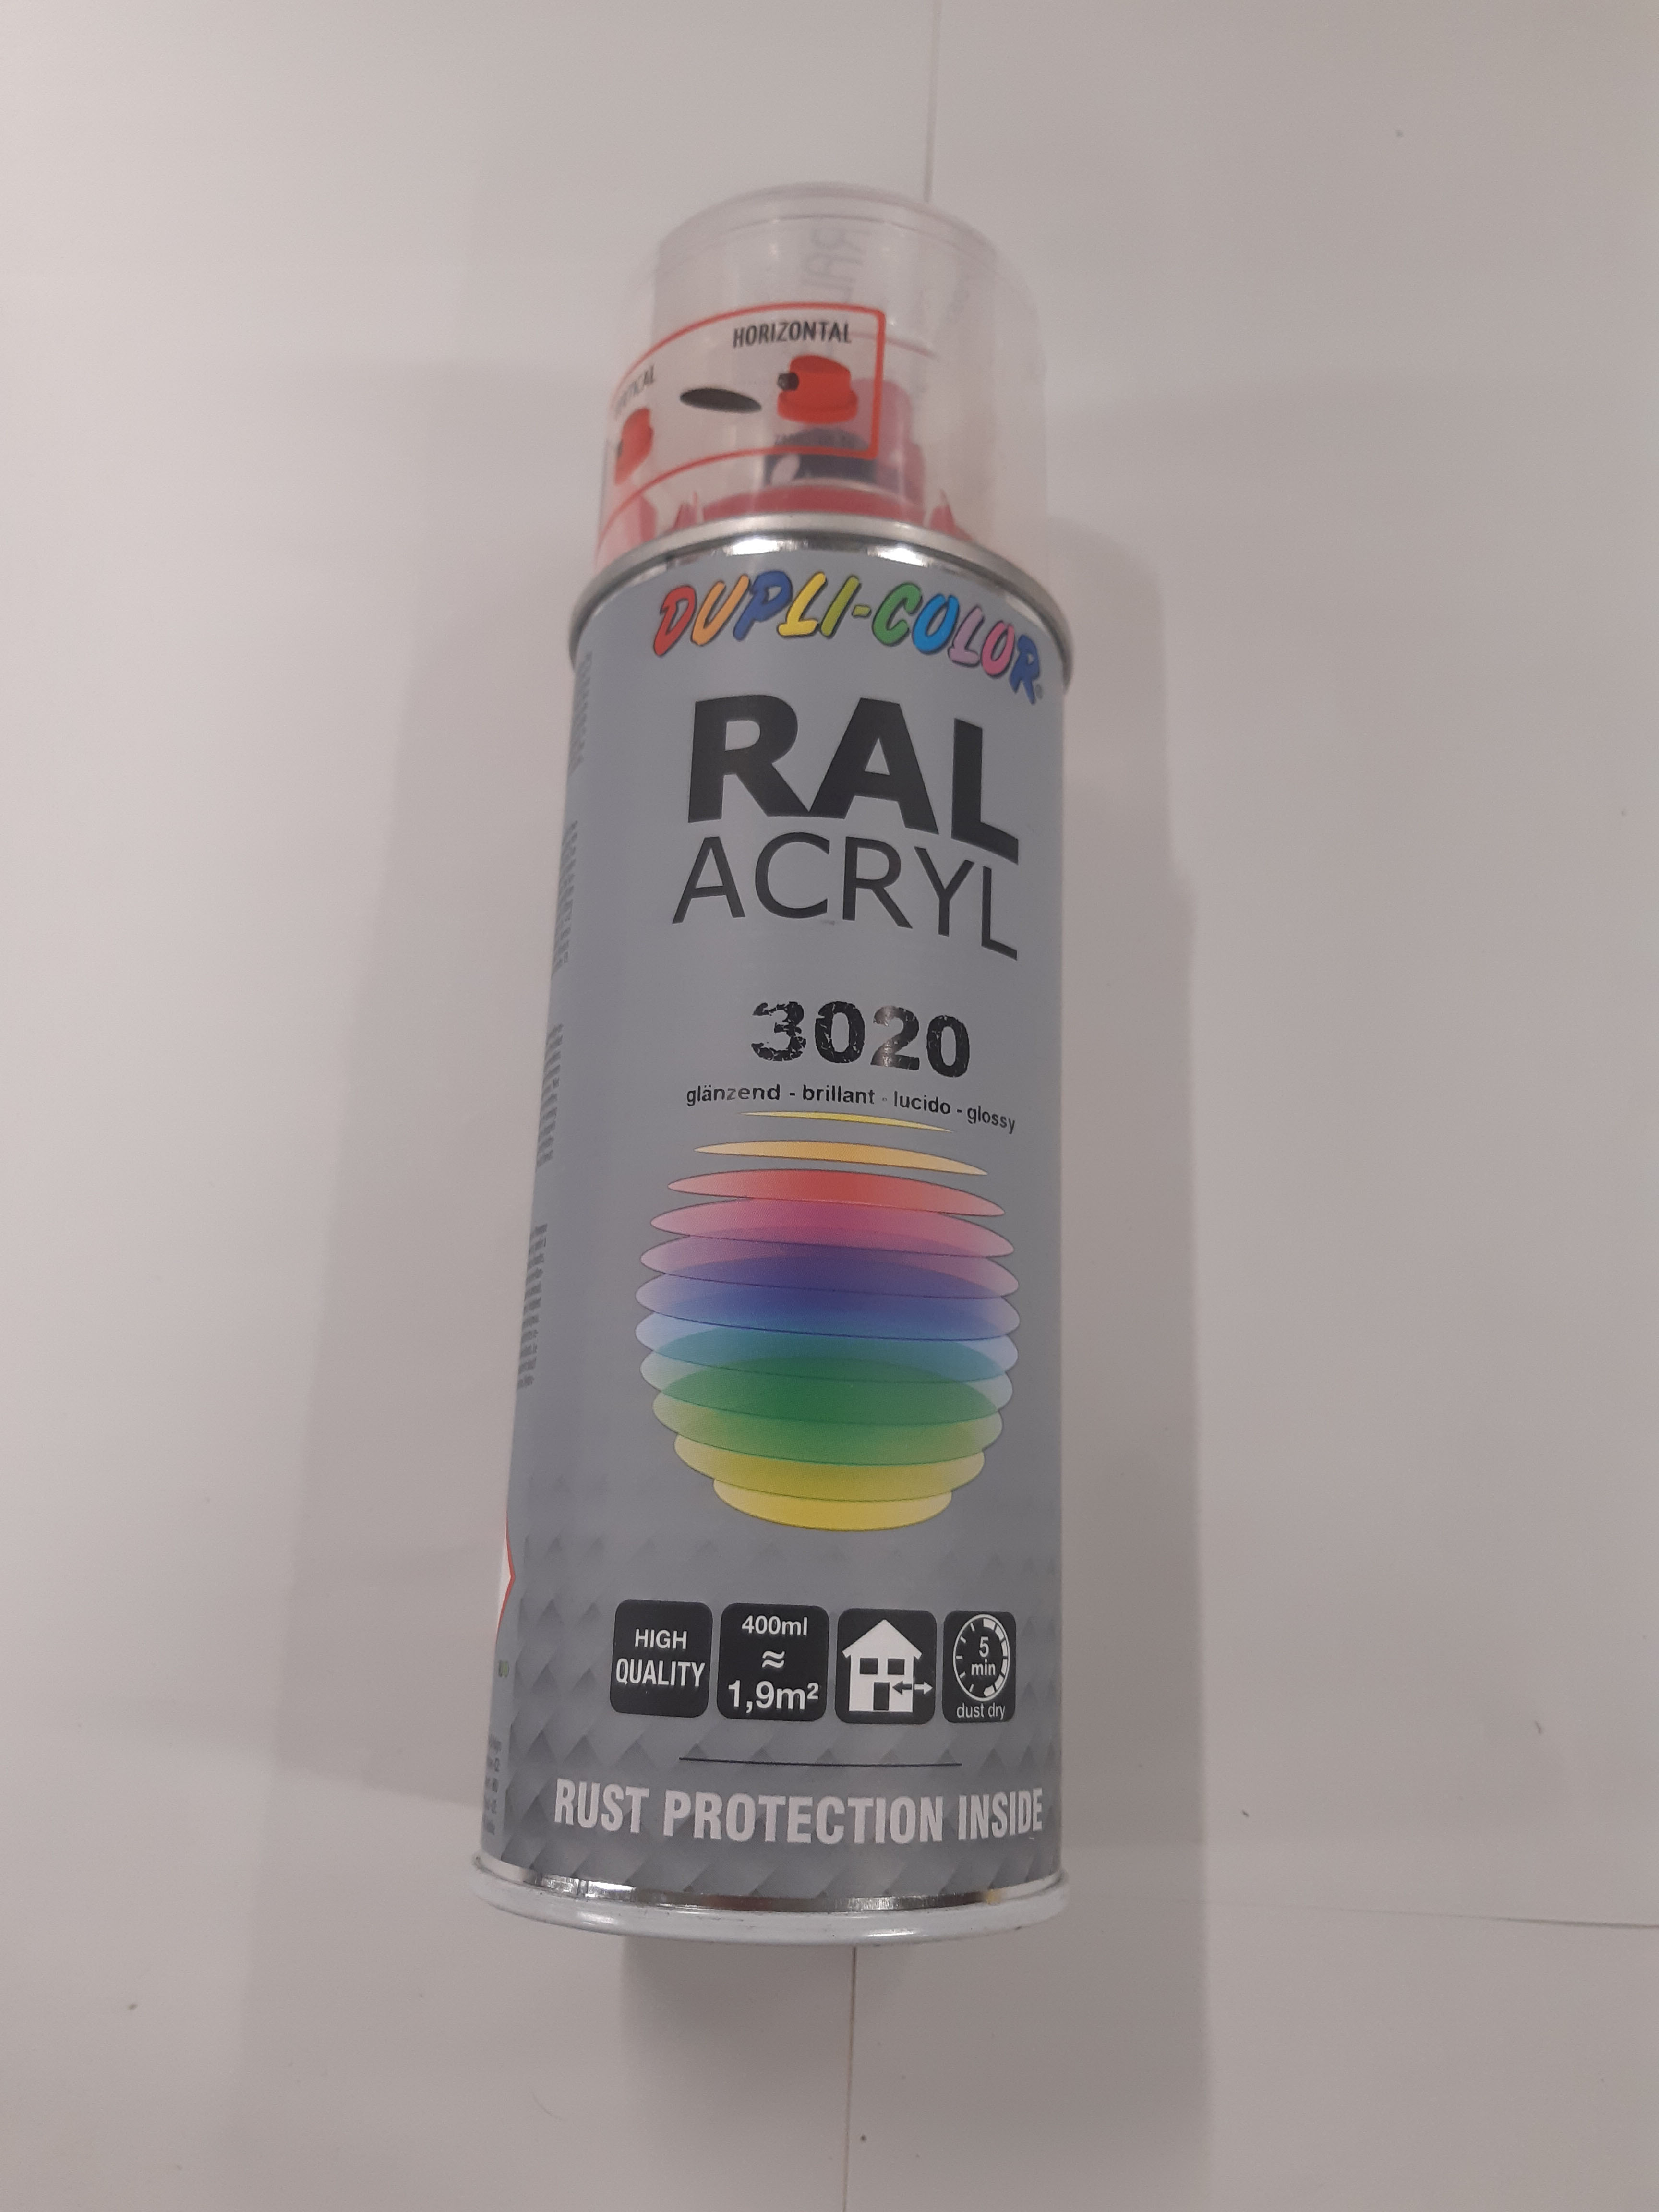 HORIZONTAL
DUPLI-COLOR®
RAL
ACRYL
3020
glänzend - brillant - lucido - glossy
HIGH
QUALITY
400ml
≈
1,9m²
5
min
dust dry
RUST PROTECTION INSIDE